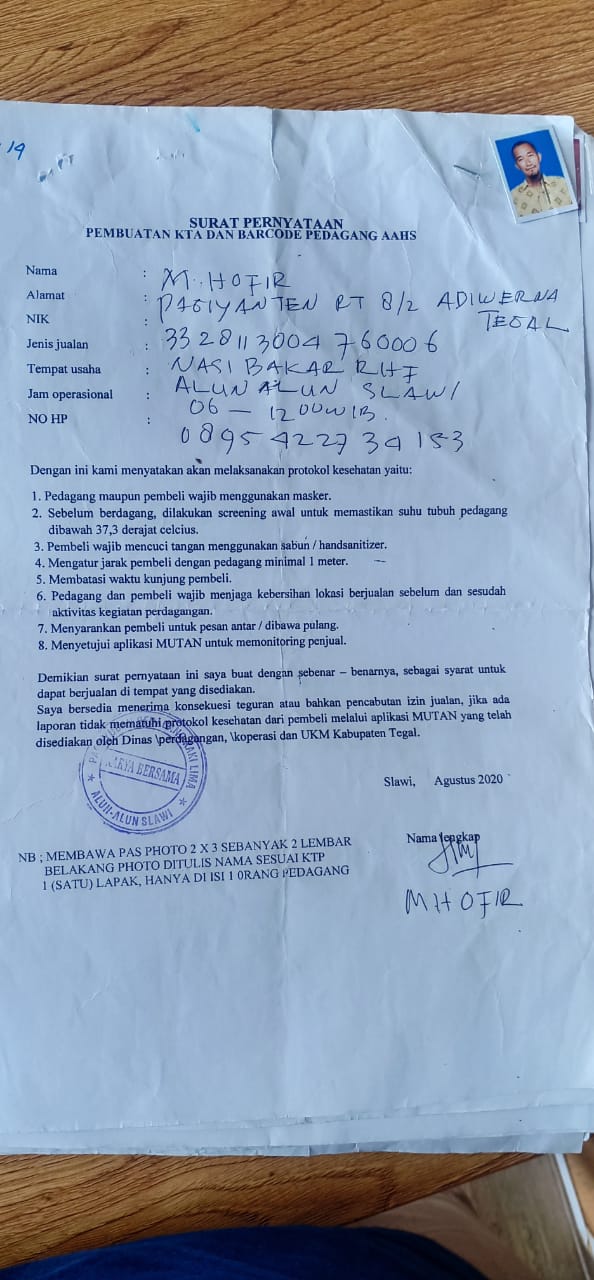 19
SURAT PERNYATAAN
PEMBUATAN KTA DAN BARCODE PEDAGANG AAHS
Nama : M. HOFIR
Alamat : PAGIYANTEN RT 8/2 ADIWERNA
TEGAL
NIK :
Jenis jualan : 3328113004760006
Tempat usaha : NASI BAKAR
Jam operasional : ALUN ALUN SLAWI
06 - 12 00 WIB.
NO HP :
0895422734153
Dengan ini kami menyatakan akan melaksanakan protokol kesehatan yaitu:
1. Pedagang maupun pembeli wajib menggunakan masker.
2. Sebelum berdagang, dilakukan screening awal untuk memastikan suhu tubuh pedagang
dibawah 37,3 derajat celcius.
3. Pembeli wajib mencuci tangan menggunakan sabun / handsanitizer.
4. Mengatur jarak pembeli dengan pedagang minimal 1 meter.
5. Membatasi waktu kunjung pembeli.
6. Pedagang dan pembeli wajib menjaga kebersihan lokasi berjualan sebelum dan sesudah
aktivitas kegiatan perdagangan.
7. Menyarankan pembeli untuk pesan antar / dibawa pulang.
8. Menyetujui aplikasi MUTAN untuk memonitoring penjual.
Demikian surat pernyataan ini saya buat dengan sebenar – benarnya, sebagai syarat untuk
dapat berjualan di tempat yang disediakan.
Saya bersedia menerima konsekuesi teguran atau bahkan pencabutan izin jualan, jika ada
laporan tidak mematuhi protokol kesehatan dari pembeli melalui aplikasi MUTAN yang telah
disediakan oleh Dinas \perdagangan, \koperasi dan UKM Kabupaten Tegal.
KARYA BERSAMA
KAKI LIMA
ALUN-ALUN SLAWI
Slawi, Agustus 2020
Nama lengkap
M HOFIR
NB ; MEMBAWA PAS PHOTO 2 X 3 SEBANYAK 2 LEMBAR
BELAKANG PHOTO DITULIS NAMA SESUAI KTP
1 (SATU) LAPAK, HANYA DI ISI 1 0RANG PEDAGANG